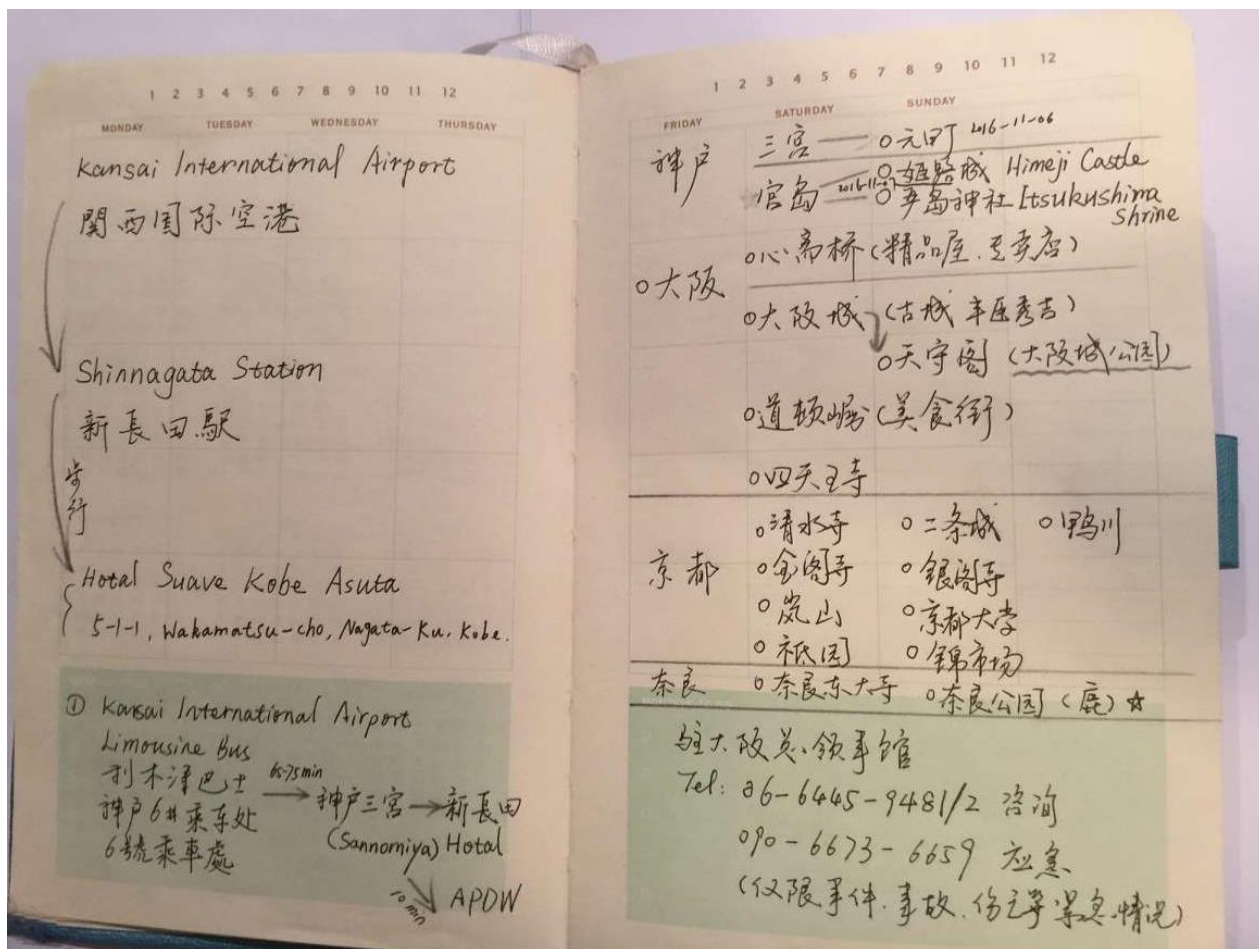 1 2 3 4 5 6 7 8 9 10 11 12
MONDAY TUESDAY WEDNESDAY THURSDAY
Kansai International Airport
関西国际空港
Shinnagata Station
新長田駅
步行
Hotal Suave Kobe Asuta
5-1-1, Wakamatsu-cho, Nagata-Ku, Kobe.
① Kansai International Airport
Limousine Bus
利木津巴士 65-75min
神戸6#乘车处 → 神戸三宮 → 新長田
6號乘車處 (Sannomiya) Hotal
10 min APDW
1 2 3 4 5 6 7 8 9 10 11 12
FRIDAY SATURDAY SUNDAY
神戸 三宮 — 元町 2016-11-06
姫路城 Himeji Castle
宫岛 — 岛神社 Itsukushima
Shrine
心斋桥 (精品屋、专卖店)
大阪
大阪城 (古城 丰臣秀吉)
天守阁 (大阪城公园)
道顿崛 (美食街)
四天王寺
清水寺 二条城 鸭川
京都 金阁寺 银阁寺
岚山 京都大学
祇园 锦市场
奈良 奈良东大寺 奈良公园 (鹿) ☆
驻大阪总领事馆
Tel: 06-6445-9481/2 咨询
090-6673-6659 应急
(仅限事件、事故、伤亡等紧急情况)